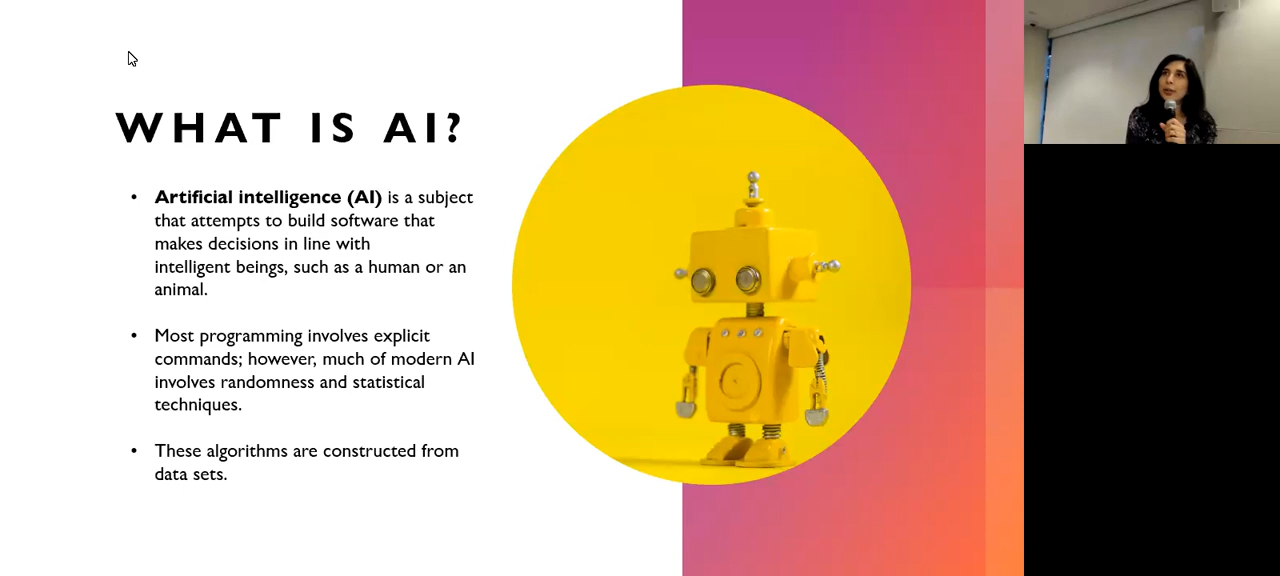 WHAT IS AI?
• Artificial intelligence (AI) is a subject
that attempts to build software that
makes decisions in line with
intelligent beings, such as a human or an
animal.
• Most programming involves explicit
commands; however, much of modern AI
involves randomness and statistical
techniques.
• These algorithms are constructed from
data sets.